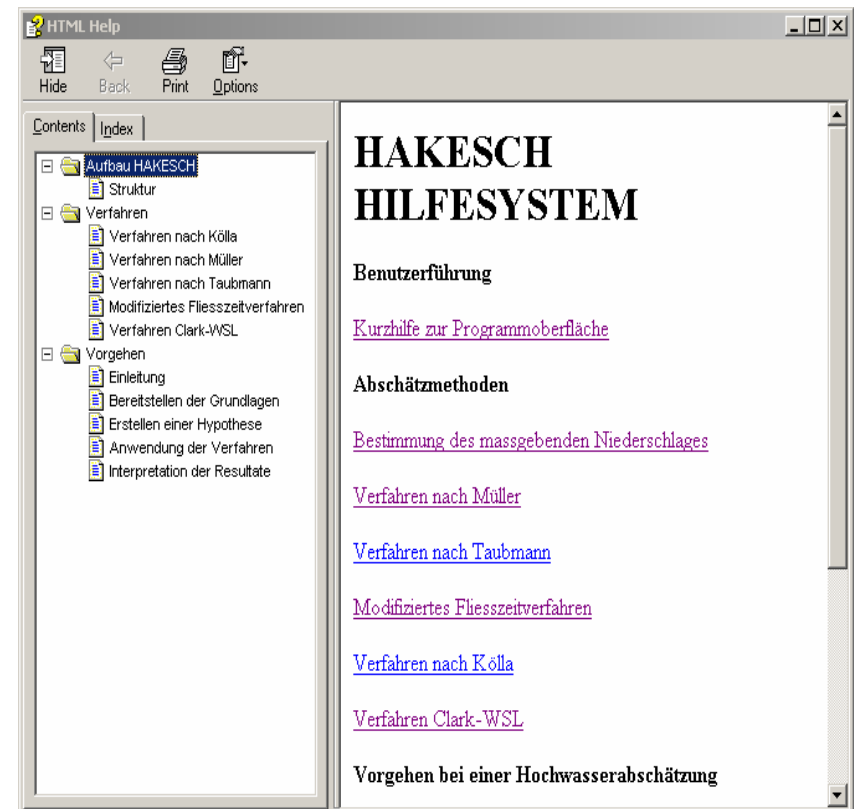 HTML Help
Hide Back Print Options
Contents Index
Aufbau HAKESCH
Struktur
Verfahren
Verfahren nach Kölla
Verfahren nach Müller
Verfahren nach Taubmann
Modifiziertes Fliesszeitverfahren
Verfahren Clark-WSL
Vorgehen
Einleitung
Bereitstellen der Grundlagen
Erstellen einer Hypothese
Anwendung der Verfahren
Interpretation der Resultate
HAKESCH
HILFESYSTEM
Benutzerführung
Kurzhilfe zur Programmoberfläche
Abschätzmethoden
Bestimmung des massgebenden Niederschlages
Verfahren nach Müller
Verfahren nach Taubmann
Modifiziertes Fliesszeitverfahren
Verfahren nach Kölla
Verfahren Clark-WSL
Vorgehen bei einer Hochwasserabschätzung